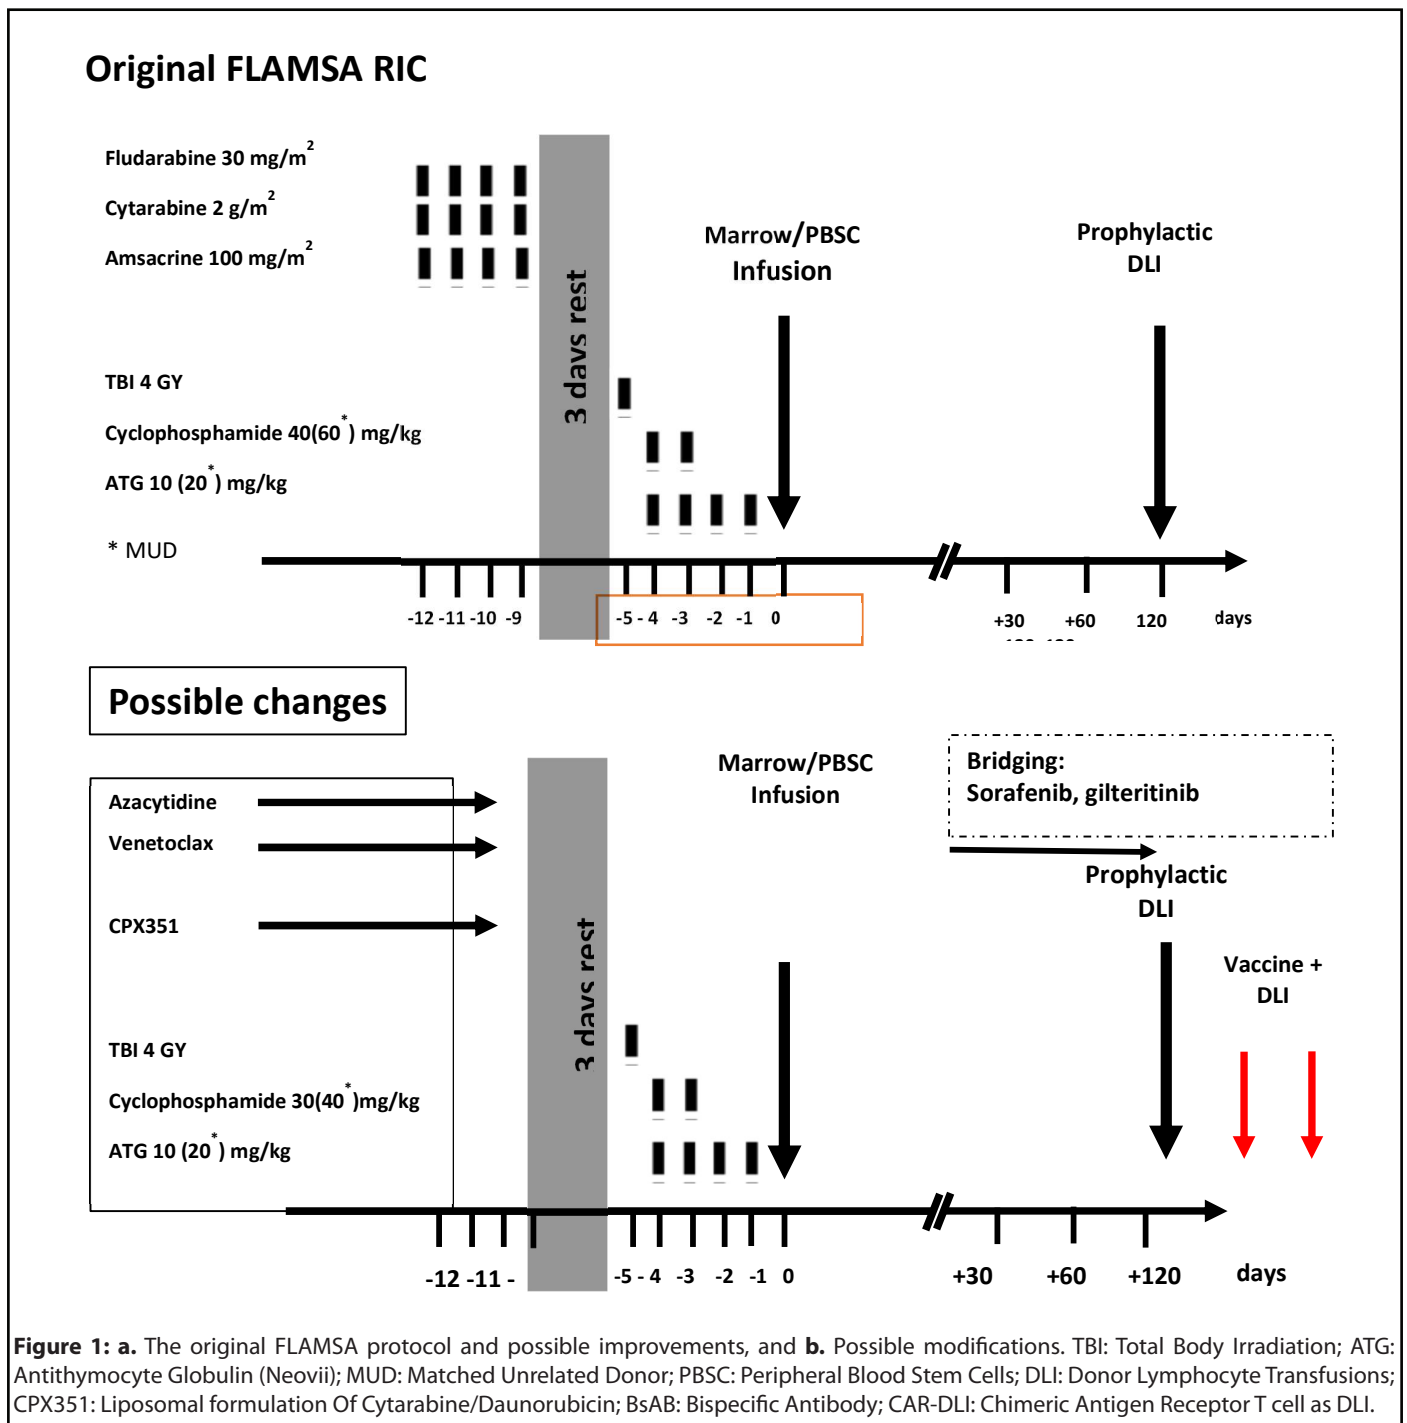 Original FLAMSA RIC
Fludarabine 30 mg/m²
Cytarabine 2 g/m²
Amsacrine 100 mg/m²
3 days rest
Marrow/PBSC
Infusion
Prophylactic
DLI
TBI 4 GY
Cyclophosphamide 40(60*) mg/kg
ATG 10 (20*) mg/kg
* MUD
-12 -11 -10 -9 -5 - 4 -3 -2 -1 0 +30 +60 120 days
Possible changes
Azacytidine
Venetoclax
CPX351
3 days rest
Marrow/PBSC
Infusion
Bridging:
Sorafenib, gilteritinib
Prophylactic
DLI
Vaccine +
DLI
TBI 4 GY
Cyclophosphamide 30(40*)mg/kg
ATG 10 (20*) mg/kg
-12 -11 - -5 - 4 -3 -2 -1 0 +30 +60 +120 days
Figure 1: a. The original FLAMSA protocol and possible improvements, and b. Possible modifications. TBI: Total Body Irradiation; ATG:
Antithymocyte Globulin (Neovii); MUD: Matched Unrelated Donor; PBSC: Peripheral Blood Stem Cells; DLI: Donor Lymphocyte Transfusions;
CPX351: Liposomal formulation Of Cytarabine/Daunorubicin; BsAB: Bispecific Antibody; CAR-DLI: Chimeric Antigen Receptor T cell as DLI.